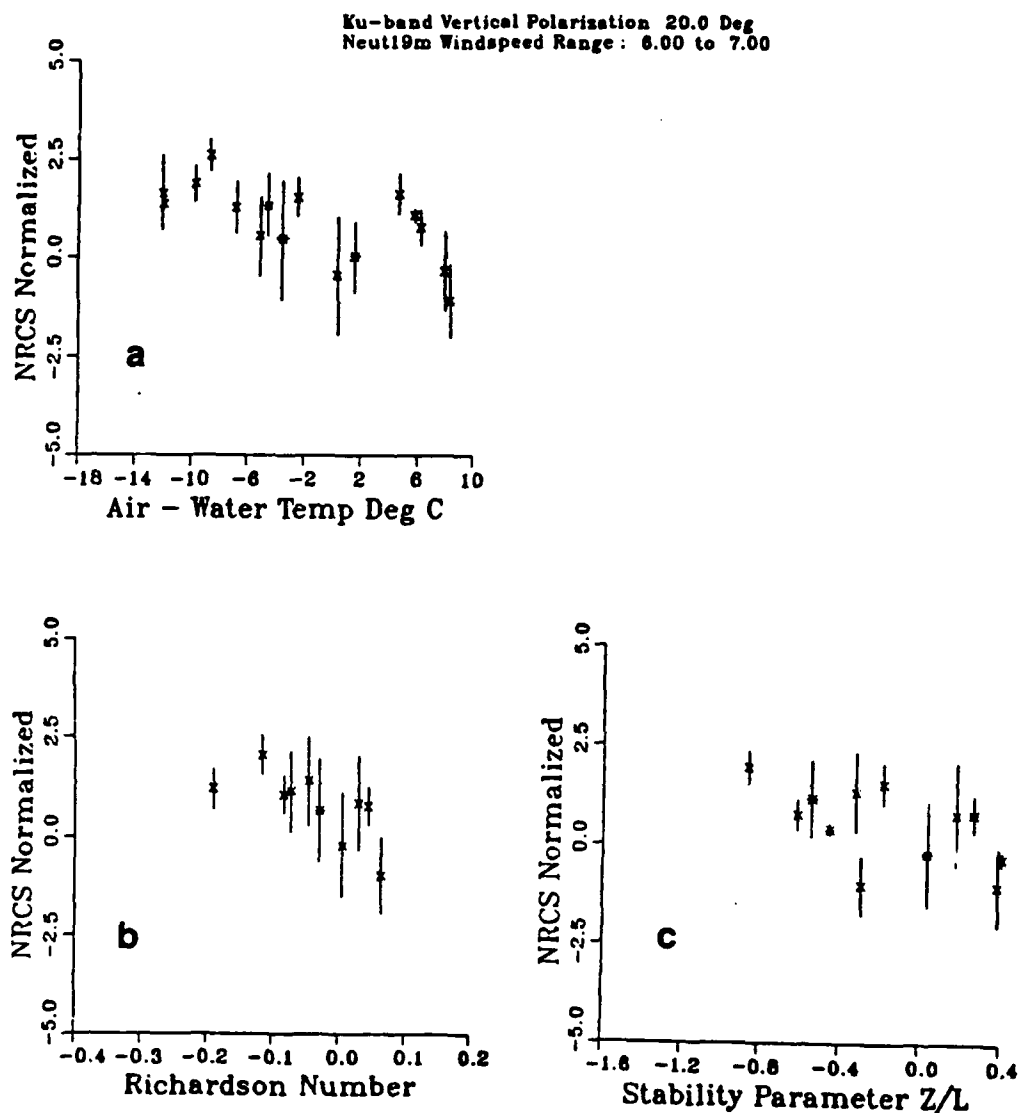 Ku-band Vertical Polarization 20.0 Deg
Neut19m Windspeed Range: 6.00 to 7.00
NRCS Normalized
5.0
2.5
0.0
-2.5
-5.0
a
-18 -14 -10 -6 -2 2 6 10
Air - Water Temp Deg C
NRCS Normalized
5.0
2.5
0.0
-2.5
-5.0
b
-0.4 -0.3 -0.2 -0.1 0.0 0.1 0.2
Richardson Number
NRCS Normalized
5.0
2.5
0.0
-2.5
-5.0
c
-1.6 -1.2 -0.8 -0.4 0.0 0.4
Stability Parameter Z/L